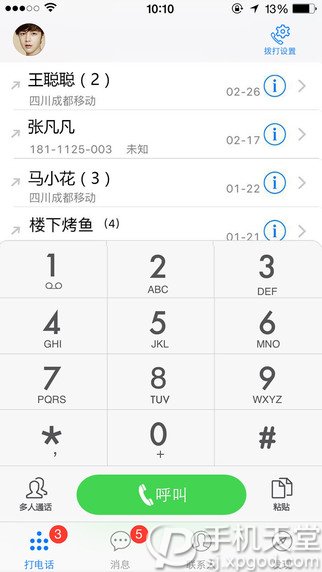 10:10
13%
拨打设置
王聪聪（2）
四川成都移动
02-26
张凡凡
181-1125-003 未知
02-17
马小花（3）
四川成都移动
01-22
楼下烤鱼 (4)
01-21
1 2 3
ABC DEF
4 5 6
GHI JKL MNO
7 8 9
PQRS TUV WXYZ
*, 0 #
+
多人通话 呼叫 粘贴
3 5
打电话 消息 联系人 发现
手机天堂
xpgoo.com